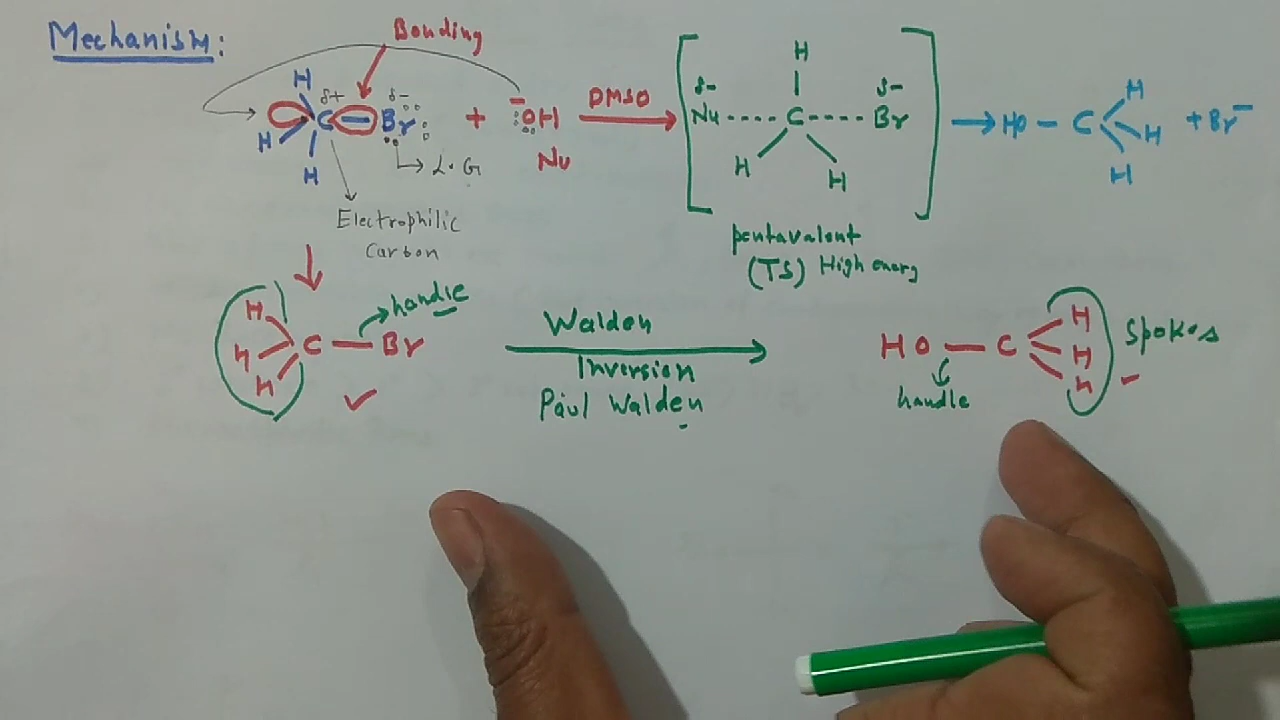 Mechanism:
Bonding
H
δ+
δ-
H
C
Br
H
+
OH
Nu
L.G
Electrophilic
Carbon
DMSO
H
δ-
Nu
C
δ-
Br
H
H
pentavalent
(TS) High energy
HO
C
H
H
H
+Br-
H
H
H
C
Br
handle
Walden
Inversion
Paul Walden
HO
C
H
H
H
Spokes
handle